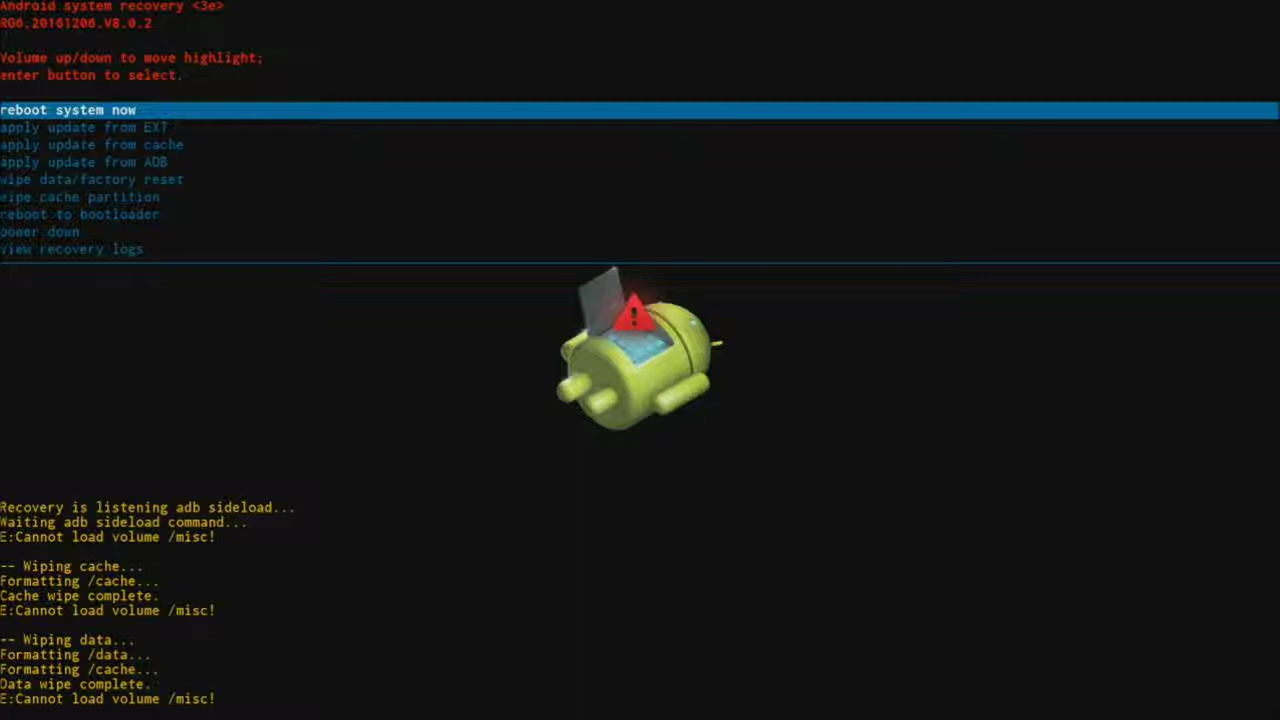 Android system recovery <3e>
RG6.20161206.V8.0.2
Volume up/down to move highlight;
enter button to select.
reboot system now
apply update from EXT
apply update from cache
apply update from ADB
wipe data/factory reset
wipe cache partition
reboot to bootloader
power down
view recovery logs
Recovery is listening adb sideload...
Waiting adb sideload command...
E:Cannot load volume /misc!
-- Wiping cache...
Formatting /cache...
Cache wipe complete.
E:Cannot load volume /misc!
-- Wiping data...
Formatting /data...
Formatting /cache...
Data wipe complete.
E:Cannot load volume /misc!